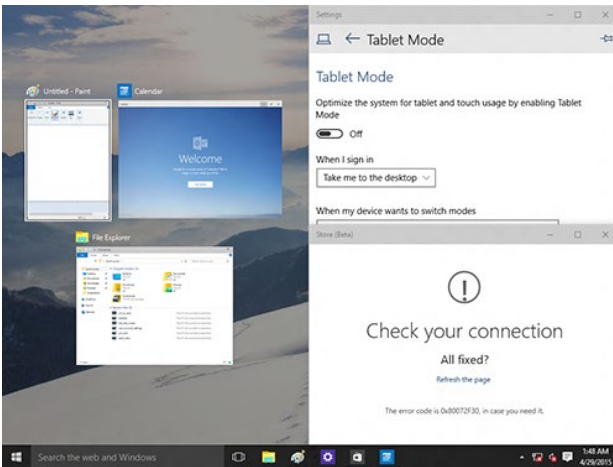 Settings
Tablet Mode
Tablet Mode
Optimize the system for tablet and touch usage by enabling Tablet
Mode
Off
When I sign in
Take me to the desktop
When my device wants to switch modes
Untitled - Paint
Calendar
Welcome
File Explorer
Store (Beta)
Check your connection
All fixed?
Refresh the page
The error code is 0x80072F30, in case you need it.
Search the web and Windows
1:48 AM
4/29/2015